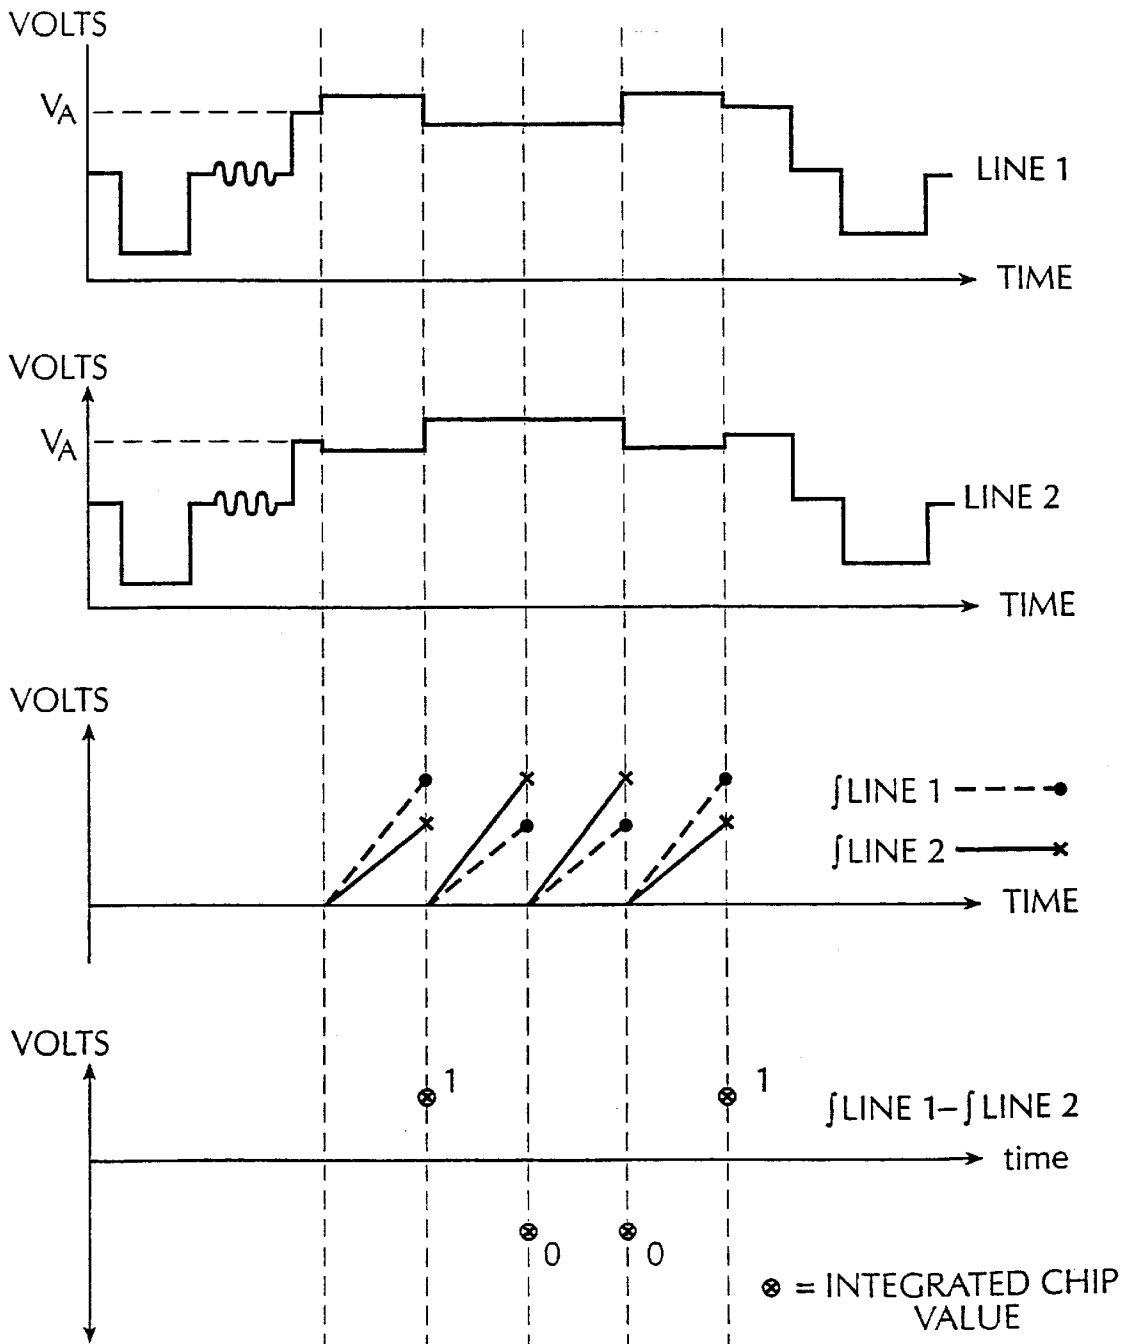 VOLTS
VA
LINE 1
TIME
VOLTS
VA
LINE 2
TIME
VOLTS
∫LINE 1
∫LINE 2
TIME
VOLTS
1
1
∫LINE 1–∫LINE 2
time
0
0
⊗ = INTEGRATED CHIP
VALUE